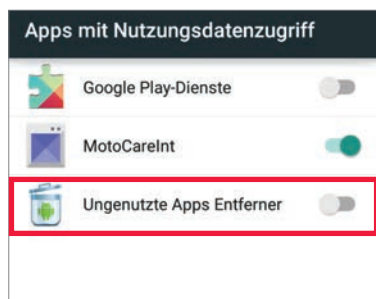 Apps mit Nutzungsdatenzugriff
Google Play-Dienste
MotoCareInt
Ungenutzte Apps Entferner